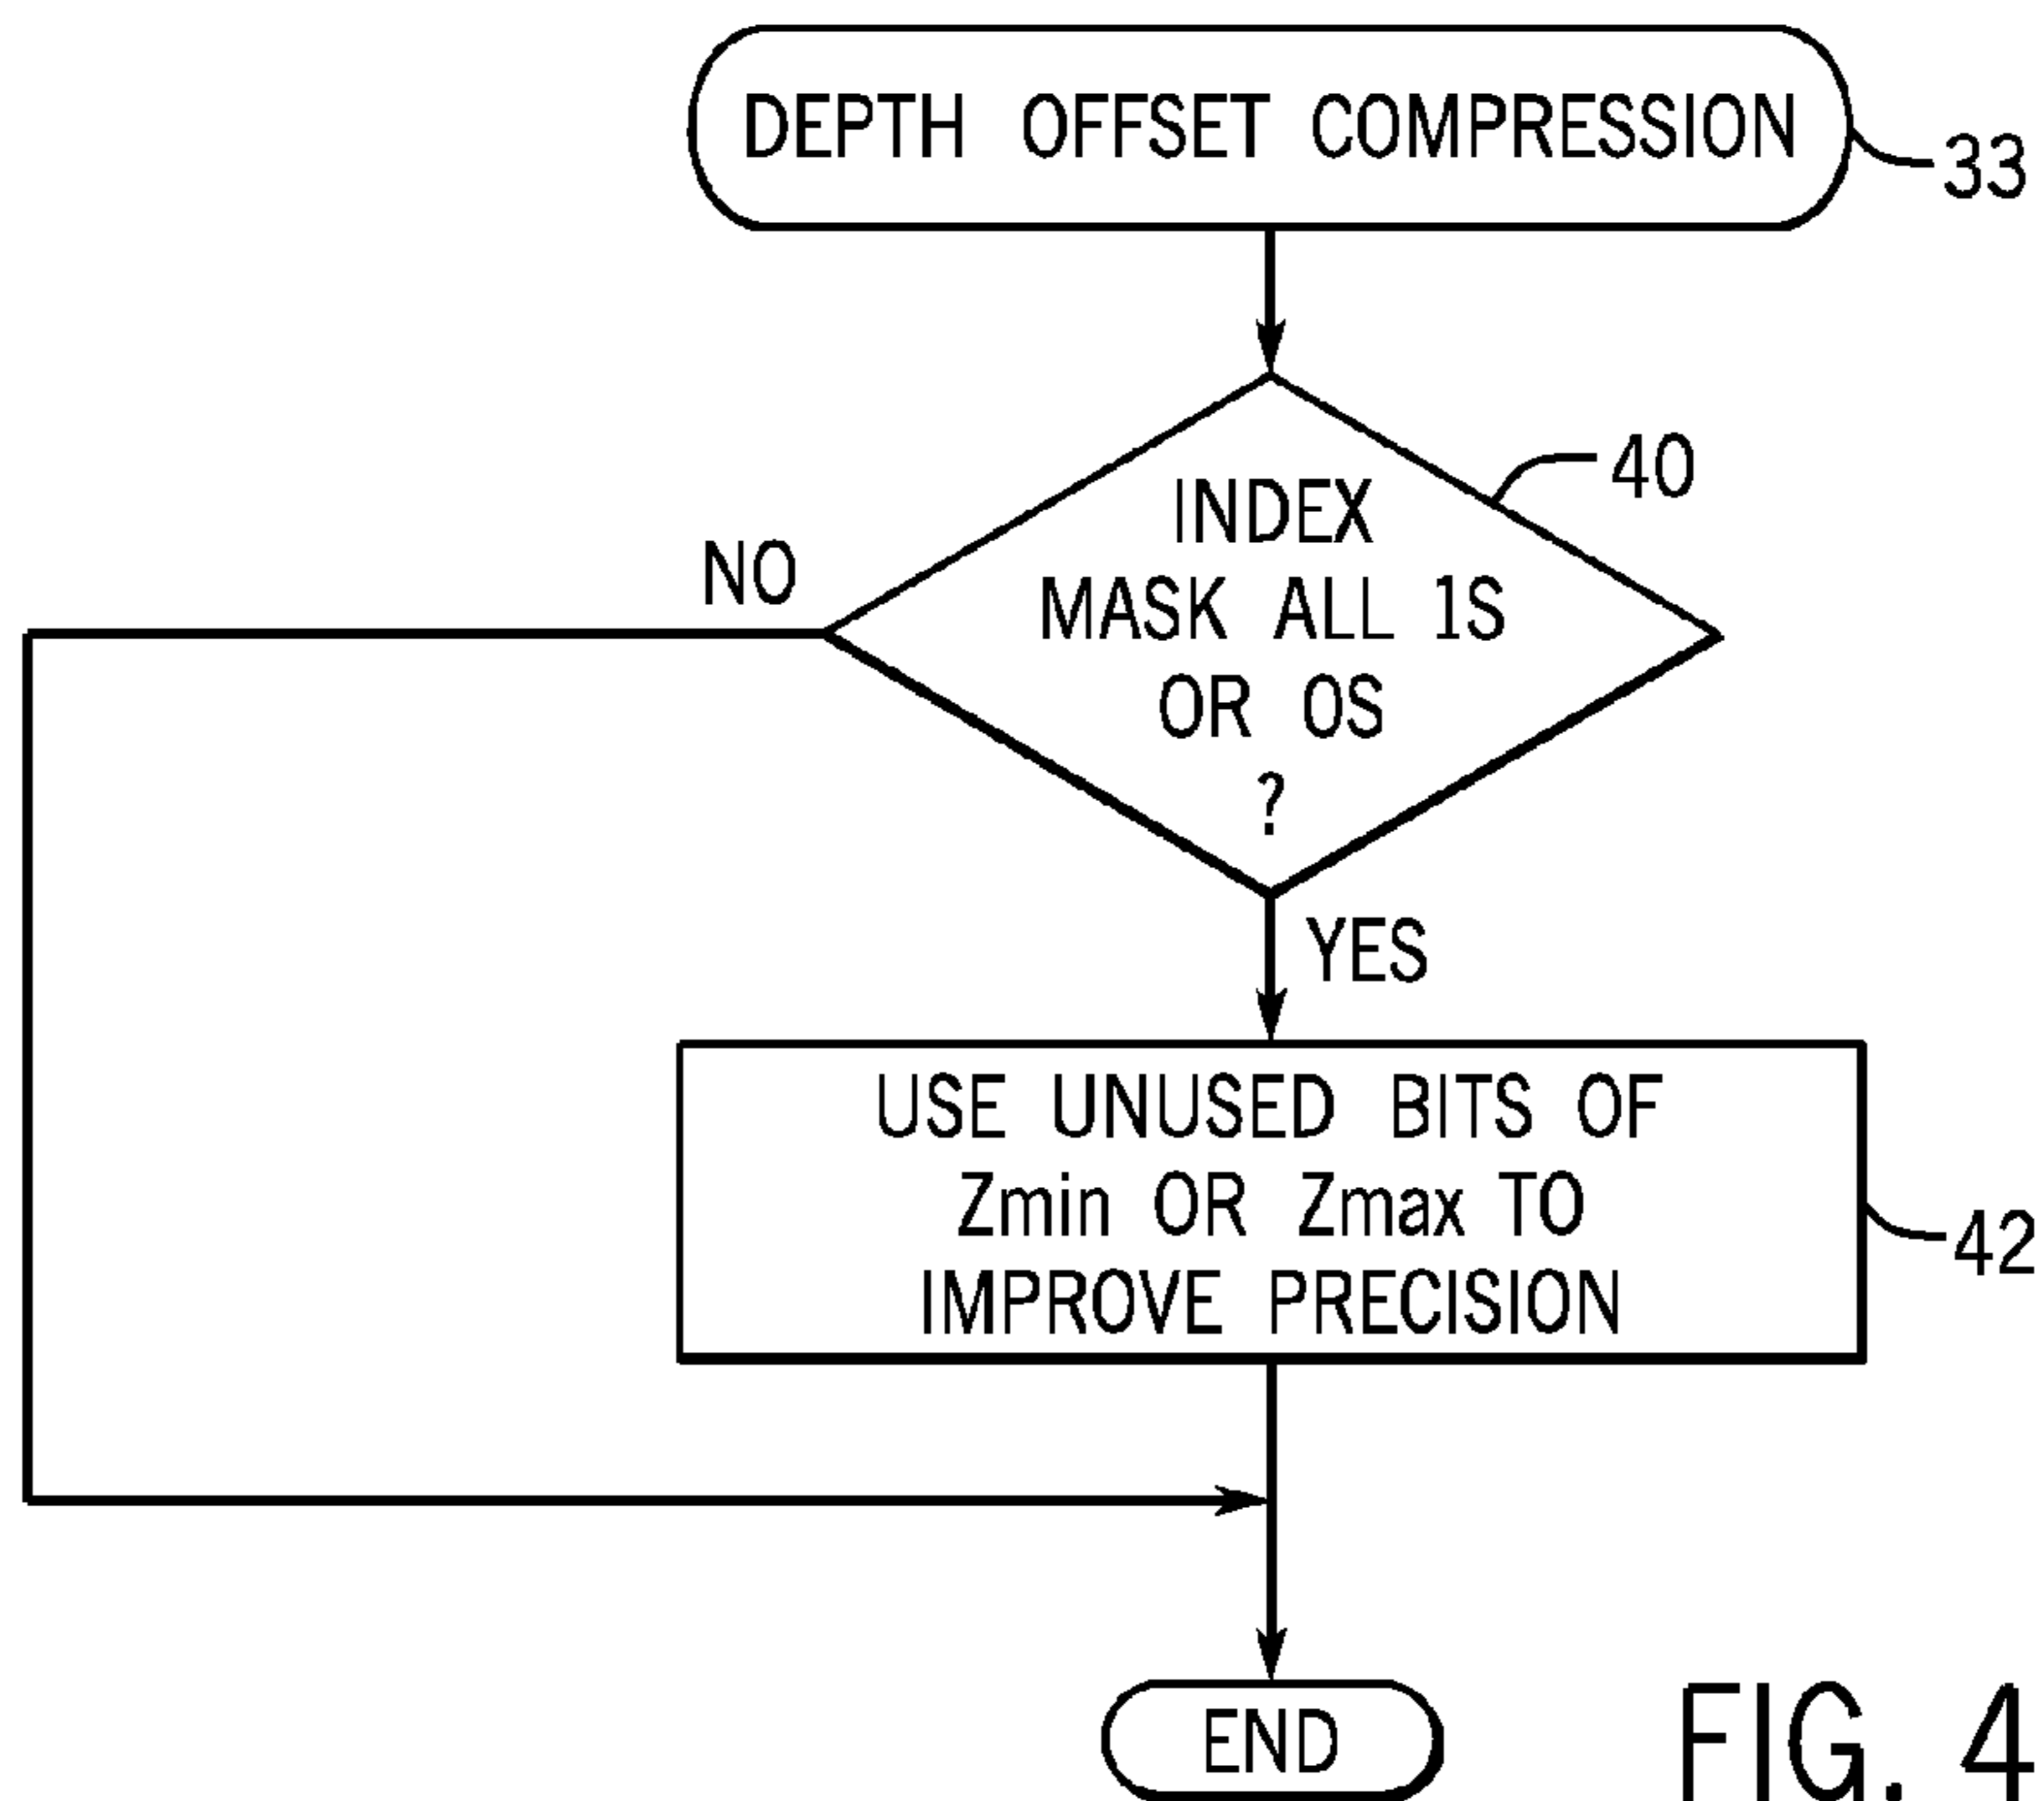 DEPTH OFFSET COMPRESSION
33
40
INDEX
MASK ALL 1S
OR 0S
?
NO
YES
USE UNUSED BITS OF
Zmin OR Zmax TO
IMPROVE PRECISION
42
END
FIG. 4